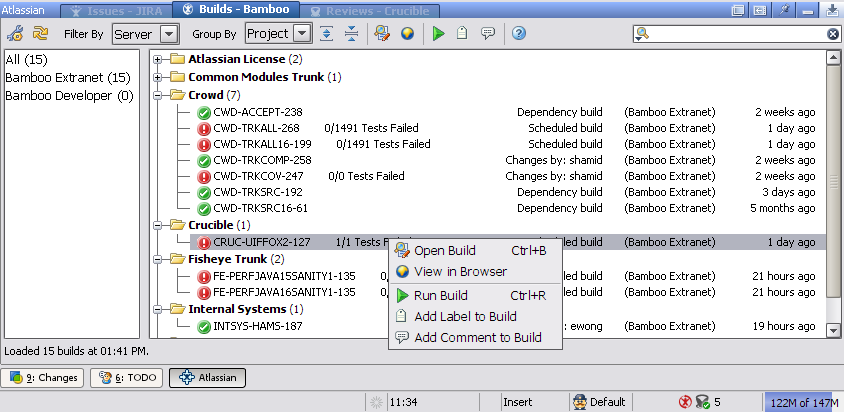 Atlassian Issues - JIRA Builds - Bamboo Reviews - Crucible
Filter By Server Group By Project
All (15)
Bamboo Extranet (15)
Bamboo Developer (0)
Atlassian License (2)
Common Modules Trunk (1)
Crowd (7)
CWD-ACCEPT-238 Dependency build (Bamboo Extranet) 2 weeks ago
CWD-TRKALL-268 0/1491 Tests Failed Scheduled build (Bamboo Extranet) 1 day ago
CWD-TRKALL16-199 0/1491 Tests Failed Scheduled build (Bamboo Extranet) 1 day ago
CWD-TRKCOMP-258 Changes by: shamid (Bamboo Extranet) 2 weeks ago
CWD-TRKCOV-247 0/0 Tests Failed Changes by: shamid (Bamboo Extranet) 2 weeks ago
CWD-TRKSRC-192 Dependency build (Bamboo Extranet) 3 days ago
CWD-TRKSRC16-61 Dependency build (Bamboo Extranet) 5 months ago
Crucible (1)
CRUC-UIFFOX2-127 1/1 Tests build (Bamboo Extranet) 1 day ago
Open Build Ctrl+B
Fisheye Trunk (2)
View in Browser
FE-PERFJAVA15SANITY1-135 0 build (Bamboo Extranet) 21 hours ago
FE-PERFJAVA16SANITY1-135 0 build (Bamboo Extranet) 21 hours ago
Run Build Ctrl+R
Internal Systems (1)
Add Label to Build
INTSYS-HAMS-187 : ewong (Bamboo Extranet) 19 hours ago
Add Comment to Build
Loaded 15 builds at 01:41 PM.
9: Changes 6: TODO Atlassian
11:34 Insert Default 5 122M of 147M